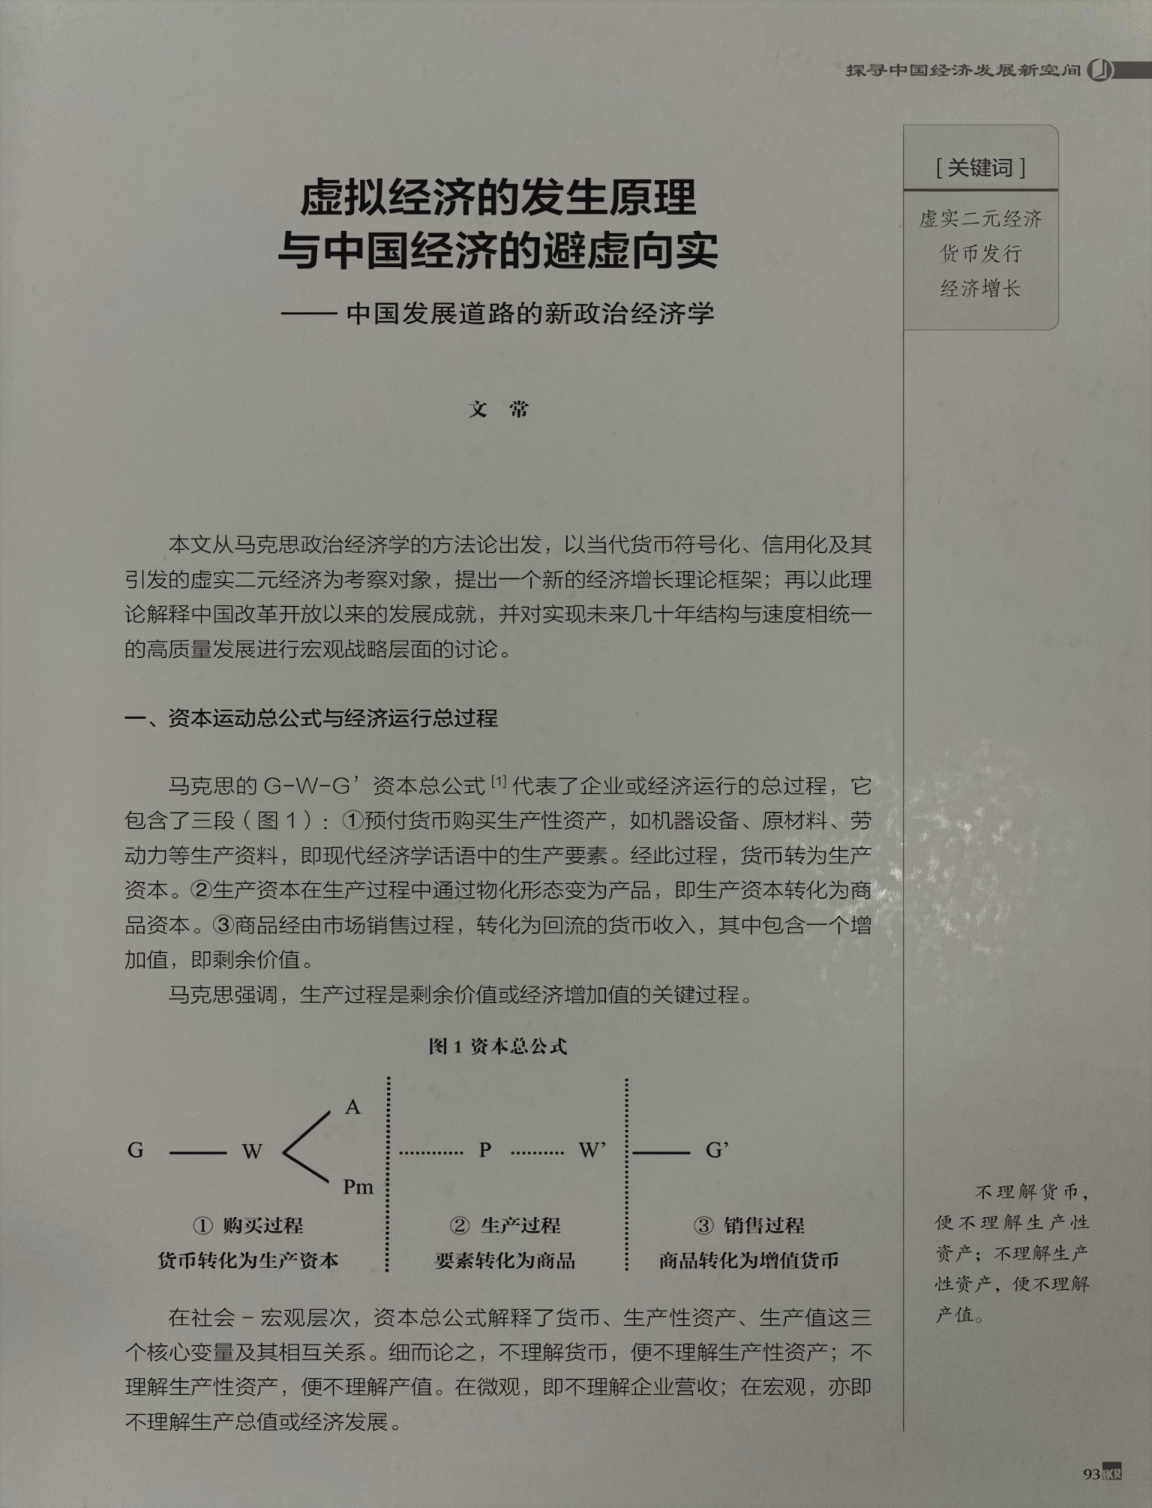 探寻中国经济发展新空间
[关键词]
虚实二元经济
货币发行
经济增长
虚拟经济的发生原理
与中国经济的避虚向实
——中国发展道路的新政治经济学
文 常
本文从马克思政治经济学的方法论出发，以当代货币符号化、信用化及其
引发的虚实二元经济为考察对象，提出一个新的经济增长理论框架；再以此理
论解释中国改革开放以来的发展成就，并对实现未来几十年结构与速度相统一
的高质量发展进行宏观战略层面的讨论。
一、资本运动总公式与经济运行总过程
马克思的 G-W-G’ 资本总公式 [1] 代表了企业或经济运行的总过程，它
包含了三段（图 1）：①预付货币购买生产性资产，如机器设备、原材料、劳
动力等生产资料，即现代经济学话语中的生产要素。经此过程，货币转为生产
资本。②生产资本在生产过程中通过物化形态变为产品，即生产资本转化为商
品资本。③商品经由市场销售过程，转化为回流的货币收入，其中包含一个增
加值，即剩余价值。
马克思强调，生产过程是剩余价值或经济增加值的关键过程。
图 1 资本总公式
A
G — W ………… P ………… W’ — G’
Pm
① 购买过程 ② 生产过程 ③ 销售过程
货币转化为生产资本 要素转化为商品 商品转化为增值货币
在社会 - 宏观层次，资本总公式解释了货币、生产性资产、生产值这三
个核心变量及其相互关系。细而论之，不理解货币，便不理解生产性资产；不
理解生产性资产，便不理解产值。在微观，即不理解企业营收；在宏观，亦即
不理解生产总值或经济发展。
不理解货币，
便不理解生产性
资产；不理解生产
性资产，便不理解
产值。
93